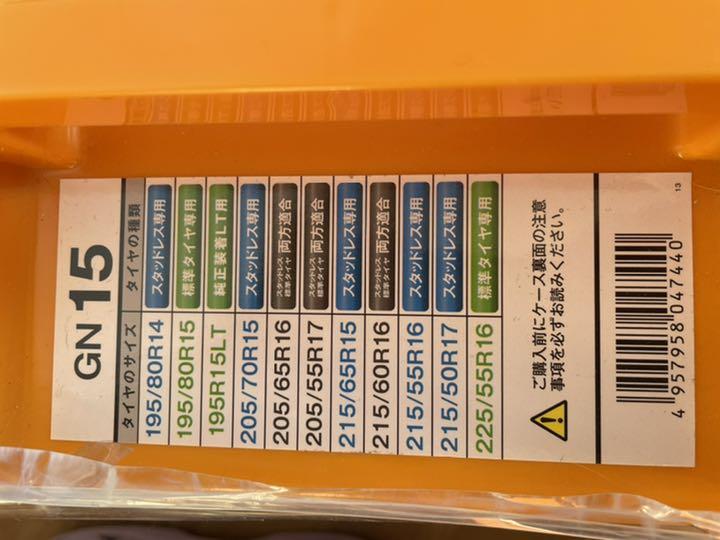 GN 15
タイヤのサイズ タイヤの種類
195/80R14 スタッドレス専用
195/80R15 標準タイヤ専用
195R15LT 純正装着LT用
205/70R15 スタッドレス専用
205/65R16 スタッドレス 標準タイヤ 両方適合
205/55R17 スタッドレス 標準タイヤ 両方適合
215/65R15 スタッドレス専用
215/60R16 スタッドレス 標準タイヤ 両方適合
215/55R16 スタッドレス専用
215/50R17 スタッドレス専用
225/55R16 標準タイヤ専用
ご購入前にケース裏面の注意
事項を必ずお読みください。
4 957958 047440
13